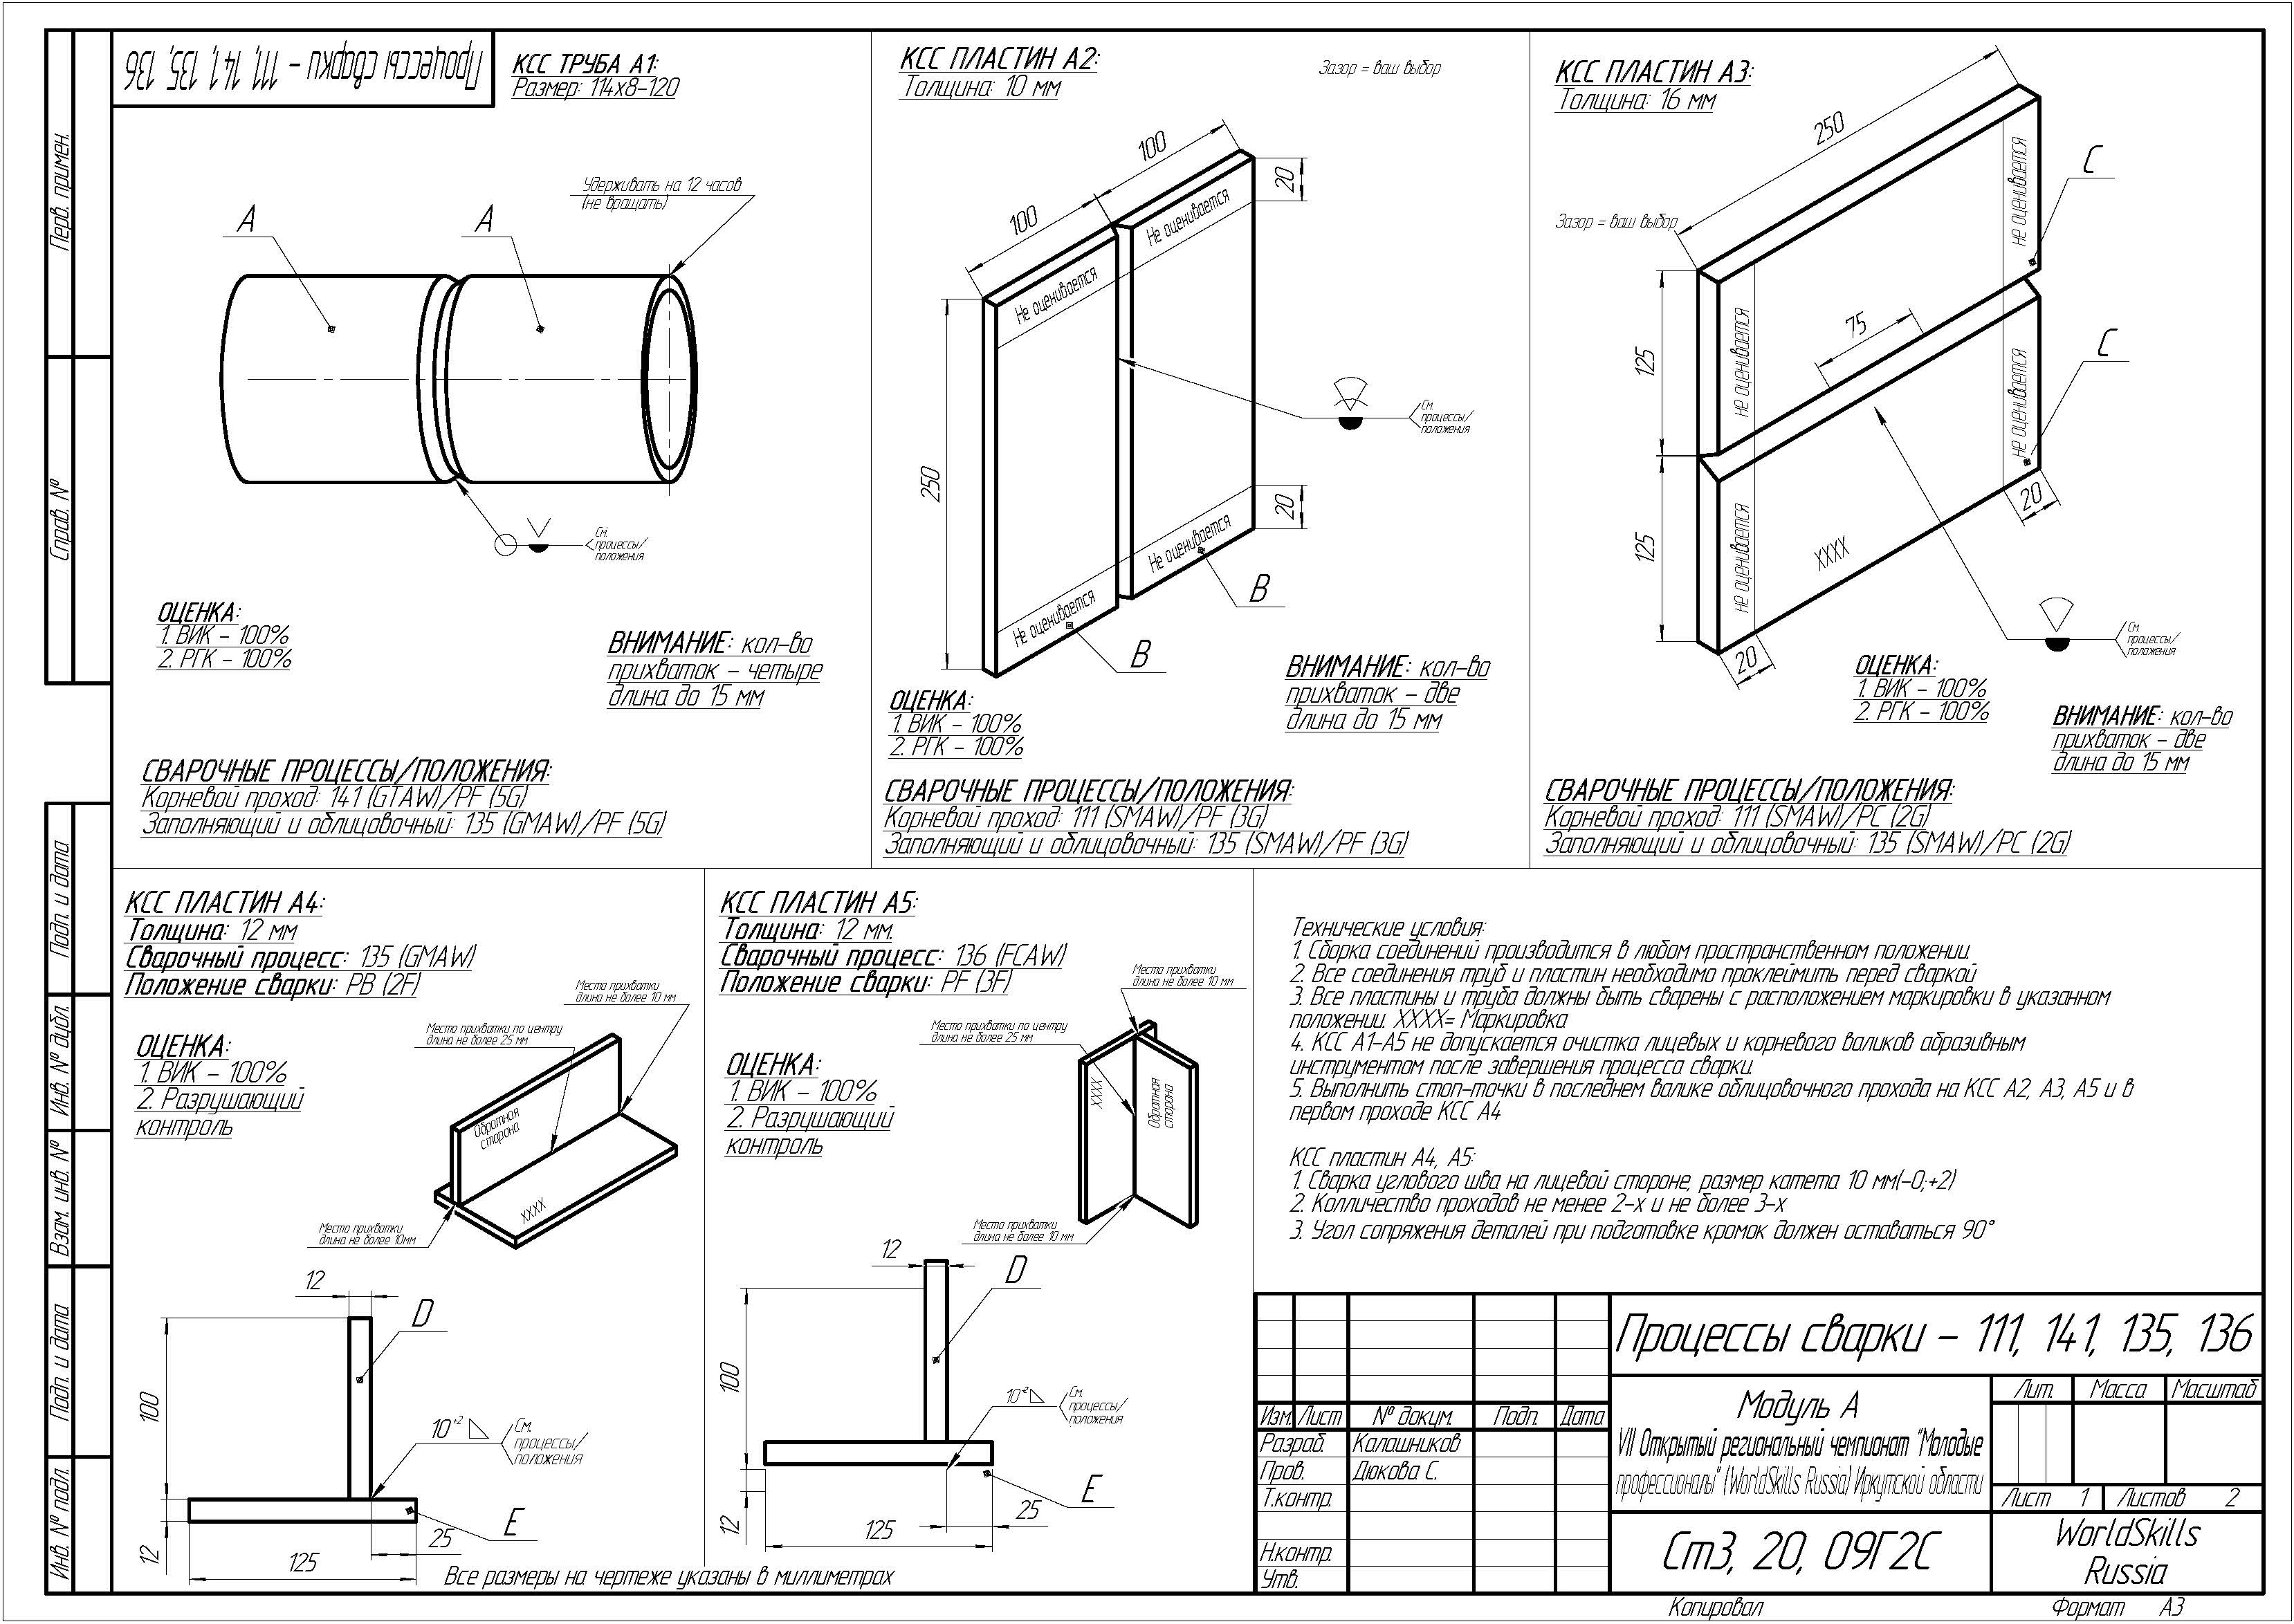 Процессы сварки - 111, 141, 135, 136
КСС ТРУБА А1:
Размер: 114х8-120
Удерживать на 12 часов
(не вращать)
А
А
См.
процессы/
положения
ОЦЕНКА:
1. ВИК - 100%
2. РГК - 100%
ВНИМАНИЕ: кол-во
прихваток - четыре
длина до 15 мм
СВАРОЧНЫЕ ПРОЦЕССЫ/ПОЛОЖЕНИЯ:
Корневой проход: 141 (GTAW)/PF (5G)
Заполняющий и облицовочный: 135 (GMAW)/PF (5G)
КСС ПЛАСТИН А2:
Толщина: 10 мм
Зазор = ваш выбор
100
100
20
Не оценивается
Не оценивается
250
20
Не оценивается
Не оценивается
В
В
См.
процессы/
положения
ОЦЕНКА:
1. ВИК - 100%
2. РГК - 100%
ВНИМАНИЕ: кол-во
прихваток - две
длина до 15 мм
СВАРОЧНЫЕ ПРОЦЕССЫ/ПОЛОЖЕНИЯ:
Корневой проход: 111 (SMAW)/PF (3G)
Заполняющий и облицовочный: 135 (SMAW)/PF (3G)
КСС ПЛАСТИН А3:
Толщина: 16 мм
Зазор = ваш выбор
250
С
не оценивается
не оценивается
125
75
С
не оценивается
не оценивается
125
ХХХХ
20
20
См.
процессы/
положения
ОЦЕНКА:
1. ВИК - 100%
2. РГК - 100%
ВНИМАНИЕ: кол-во
прихваток - две
длина до 15 мм
СВАРОЧНЫЕ ПРОЦЕССЫ/ПОЛОЖЕНИЯ:
Корневой проход: 111 (SMAW)/PC (2G)
Заполняющий и облицовочный: 135 (SMAW)/PC (2G)
КСС ПЛАСТИН А4:
Толщина: 12 мм
Сварочный процесс: 135 (GMAW)
Положение сварки: PB (2F)
Место прихватки
длина не более 10 мм
Место прихватки по центру
длина не более 25 мм
ОЦЕНКА:
1. ВИК - 100%
2. Разрушающий
контроль
Обратная
сторона
ХХХХ
Место прихватки
длина не более 10мм
12
D
100
10⁺²
См.
процессы/
положения
Е
25
12
125
КСС ПЛАСТИН А5:
Толщина: 12 мм.
Сварочный процесс: 136 (FCAW)
Положение сварки: PF (3F)
Место прихватки
длина не более 10 мм
Место прихватки по центру
длина не более 25 мм
ОЦЕНКА:
1. ВИК - 100%
2. Разрушающий
контроль
ХХХХ
Обратная
сторона
Место прихватки
длина не более 10 мм
12
D
100
10⁺²
См.
процессы/
положения
Е
25
12
125
Все размеры на чертеже указаны в миллиметрах
Технические условия:
1. Сборка соединений производится в любом пространственном положении.
2. Все соединения труб и пластин необходимо проклеймить перед сваркой
3. Все пластины и труба должны быть сварены с расположением маркировки в указанном
положении. ХХХХ= Маркировка
4. КСС А1-А5 не допускается очистка лицевых и корневого валиков абразивным
инструментом после завершения процесса сварки.
5. Выполнить стоп-точки в последнем валике облицовочного прохода на КСС А2, А3, А5 и в
первом проходе КСС А4
КСС пластин А4, А5:
1. Сварка углового шва на лицевой стороне, размер катета 10 мм(-0;+2)
2. Колличество проходов не менее 2-х и не более 3-х
3. Угол сопряжения деталей при подготовке кромок должен оставаться 90°
Процессы сварки - 111, 141, 135, 136
Модуль А
VII Открытый региональный чемпионат "Молодые
профессионалы" (WorldSkills Russia) Иркутской области
Лит.
Масса
Масштаб
Изм.
Лист
№ докум.
Подп.
Дата
Разраб.
Калашников
Пров.
Дюкова С.
Т.контр.
Н.контр.
Утв.
Лист 1
Листов 2
Ст3, 20, 09Г2С
WorldSkills
Russia
Копировал
Формат А3
Перв. примен.
Справ. №
Подп. и дата
Инв. № дубл.
Взам. инв. №
Подп. и дата
Инв. № подл.